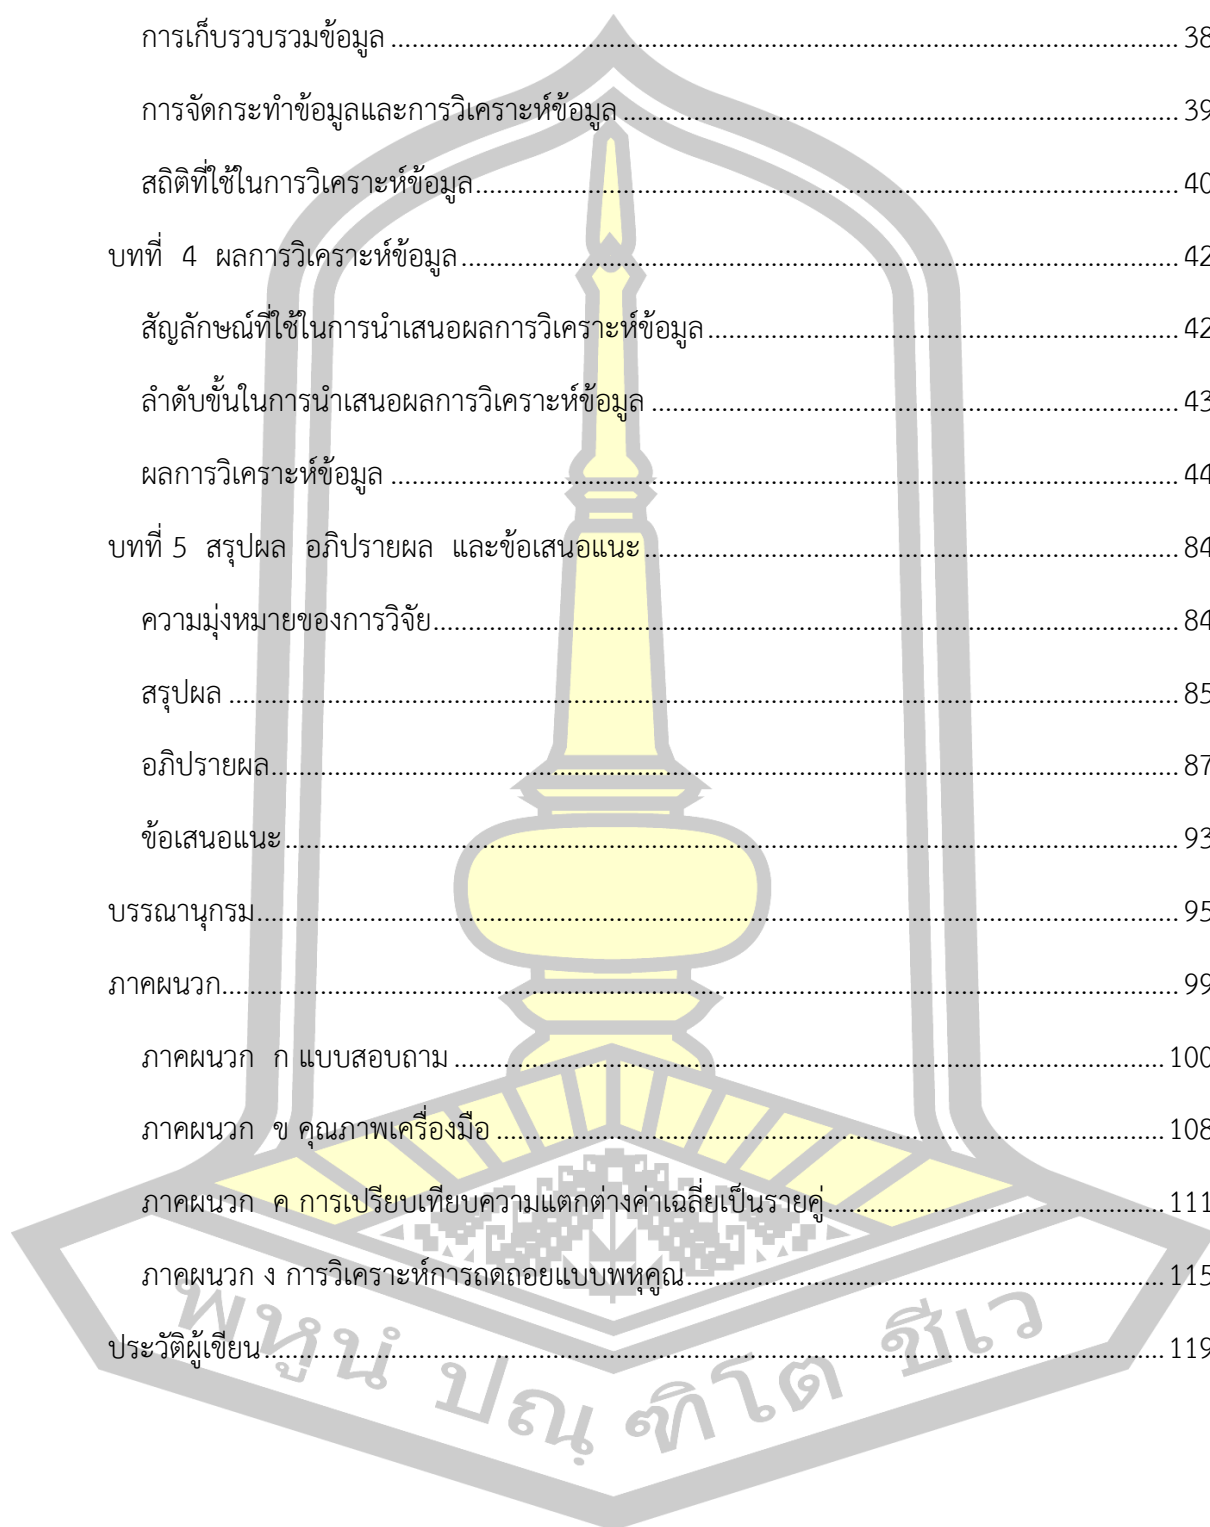 การเก็บรวบรวมข้อมูล ........ 38
การจัดกระทำข้อมูลและการวิเคราะห์ข้อมูล ........ 39
สถิติที่ใช้ในการวิเคราะห์ข้อมูล ........ 40
บทที่ 4 ผลการวิเคราะห์ข้อมูล ........ 42
สัญลักษณ์ที่ใช้ในการนำเสนอผลการวิเคราะห์ข้อมูล ........ 42
ลำดับขั้นในการนำเสนอผลการวิเคราะห์ข้อมูล ........ 43
ผลการวิเคราะห์ข้อมูล ........ 44
บทที่ 5 สรุปผล อภิปรายผล และข้อเสนอแนะ ........ 84
ความมุ่งหมายของการวิจัย ........ 84
สรุปผล ........ 85
อภิปรายผล ........ 87
ข้อเสนอแนะ ........ 93
บรรณานุกรม ........ 95
ภาคผนวก ........ 99
ภาคผนวก ก แบบสอบถาม ........ 100
ภาคผนวก ข คุณภาพเครื่องมือ ........ 108
ภาคผนวก ค การเปรียบเทียบความแตกต่างค่าเฉลี่ยเป็นรายคู่ ........ 111
ภาคผนวก ง การวิเคราะห์การถดถอยแบบพหุคูณ ........ 115
ประวัติผู้เขียน ........ 119
พหูนํ ปณฺฑิโต ชีเว